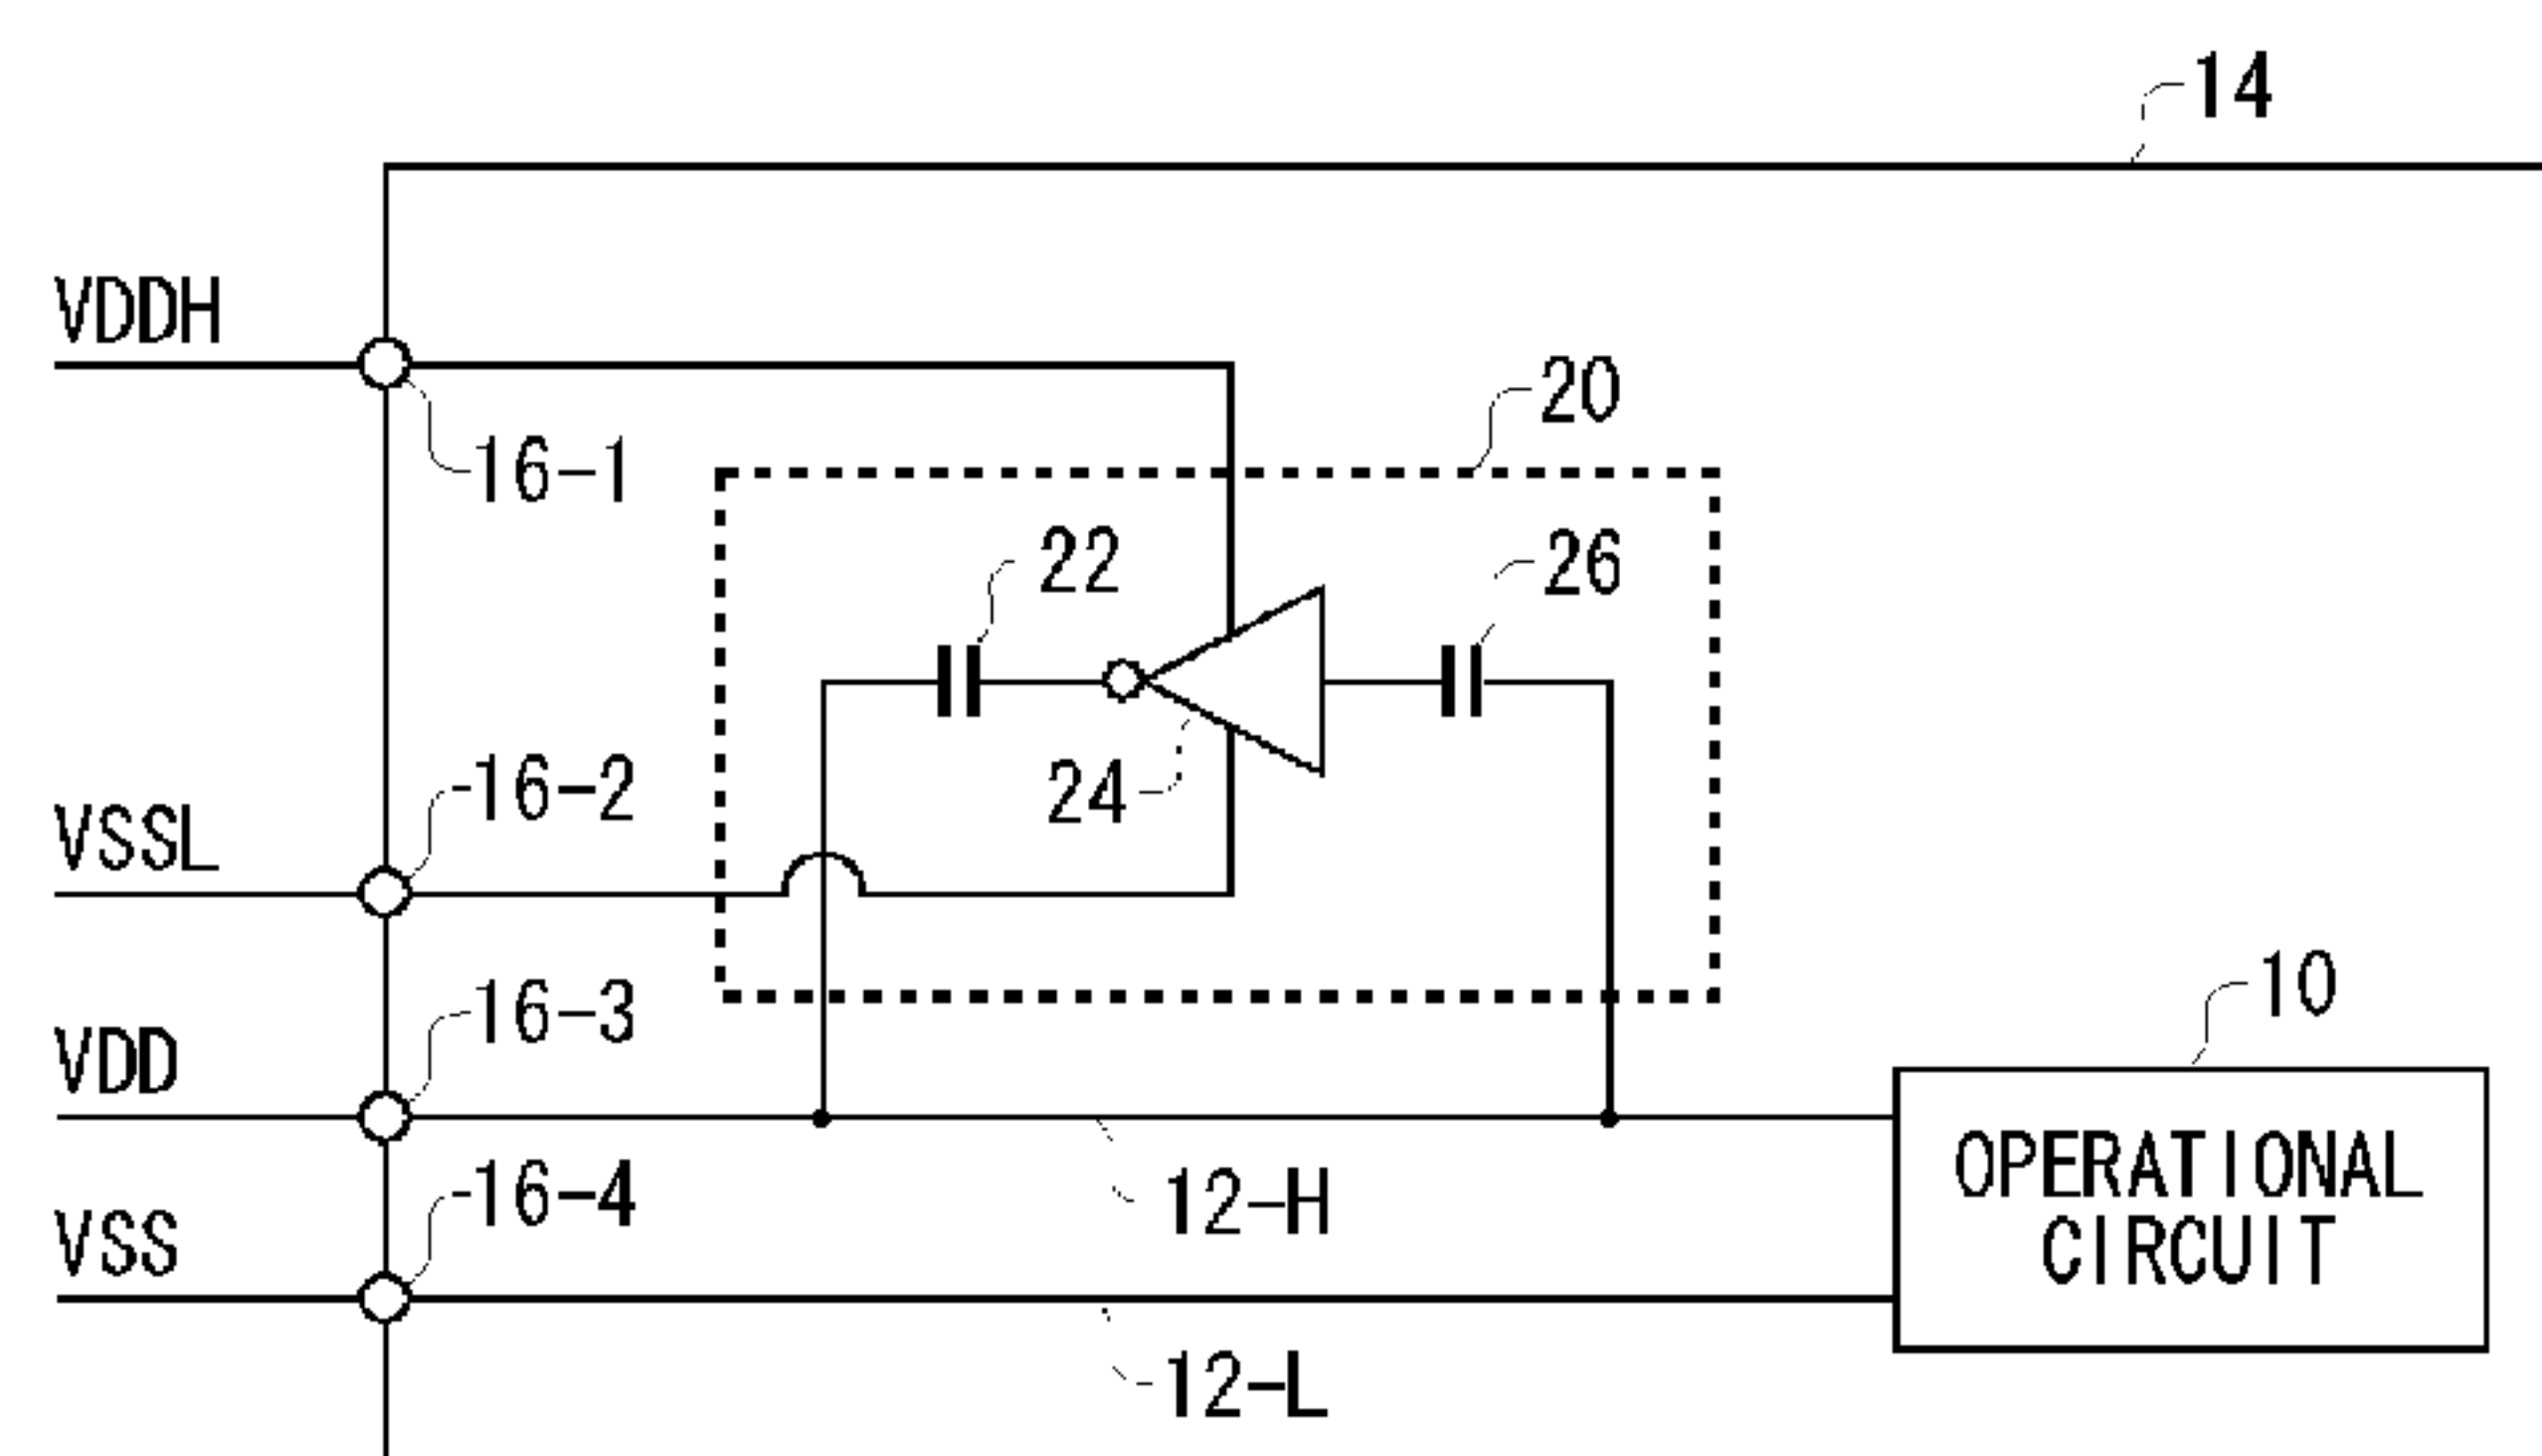 14
VDDH
20
16-1
22
26
16-2
24
VSSL
16-3
10
VDD
OPERATIONAL
CIRCUIT
16-4
12-H
VSS
12-L